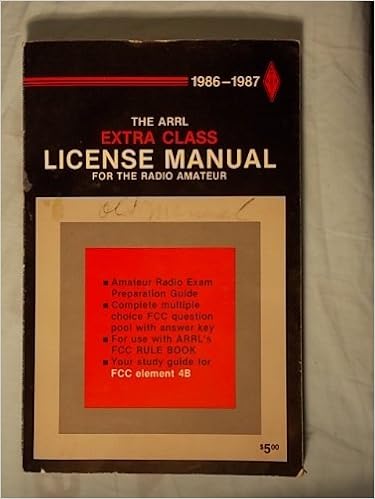 1986-1987
THE ARRL
EXTRA CLASS
LICENSE MANUAL
FOR THE RADIO AMATEUR
old manual
■ Amateur Radio Exam
Preparation Guide
■ Complete multiple
choice FCC question
pool with answer key
■ For use with ARRL's
FCC RULE BOOK
■ Your study guide for
FCC element 4B
$5.00